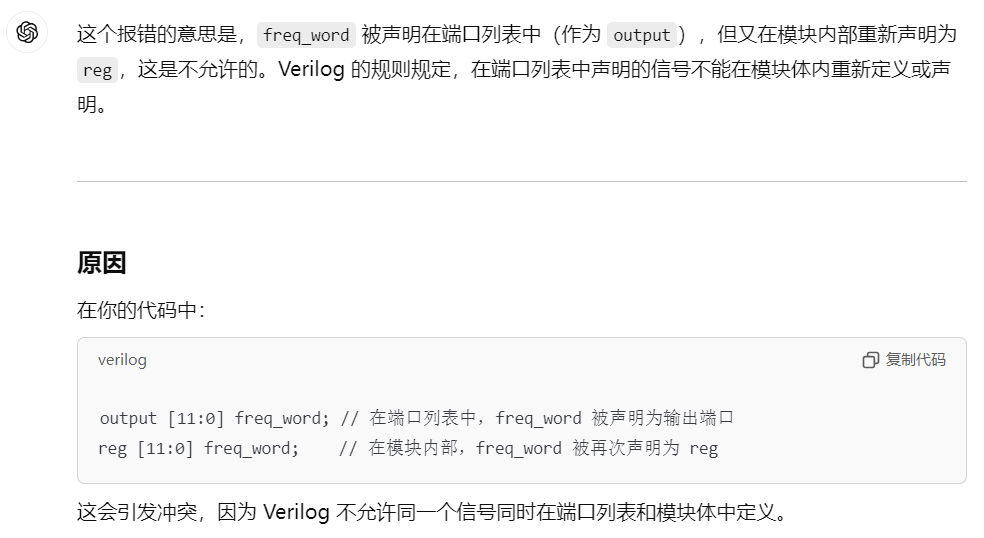 这个报错的意思是，freq_word 被声明在端口列表中（作为 output），但又在模块内部重新声明为
reg，这是不允许的。Verilog 的规则规定，在端口列表中声明的信号不能在模块体内重新定义或声
明。
原因
在你的代码中：
verilog
复制代码
output [11:0] freq_word; // 在端口列表中，freq_word 被声明为输出端口
reg [11:0] freq_word;    // 在模块内部，freq_word 被再次声明为 reg
这会引发冲突，因为 Verilog 不允许同一个信号同时在端口列表和模块体中定义。